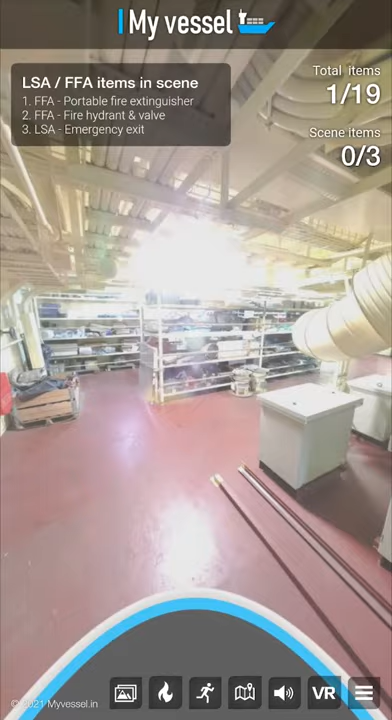 My vessel
LSA / FFA items in scene
1. FFA - Portable fire extinguisher
2. FFA - Fire hydrant & valve
3. LSA - Emergency exit
Total items
1/19
Scene items
0/3
VR
© 2021 Myvessel.in